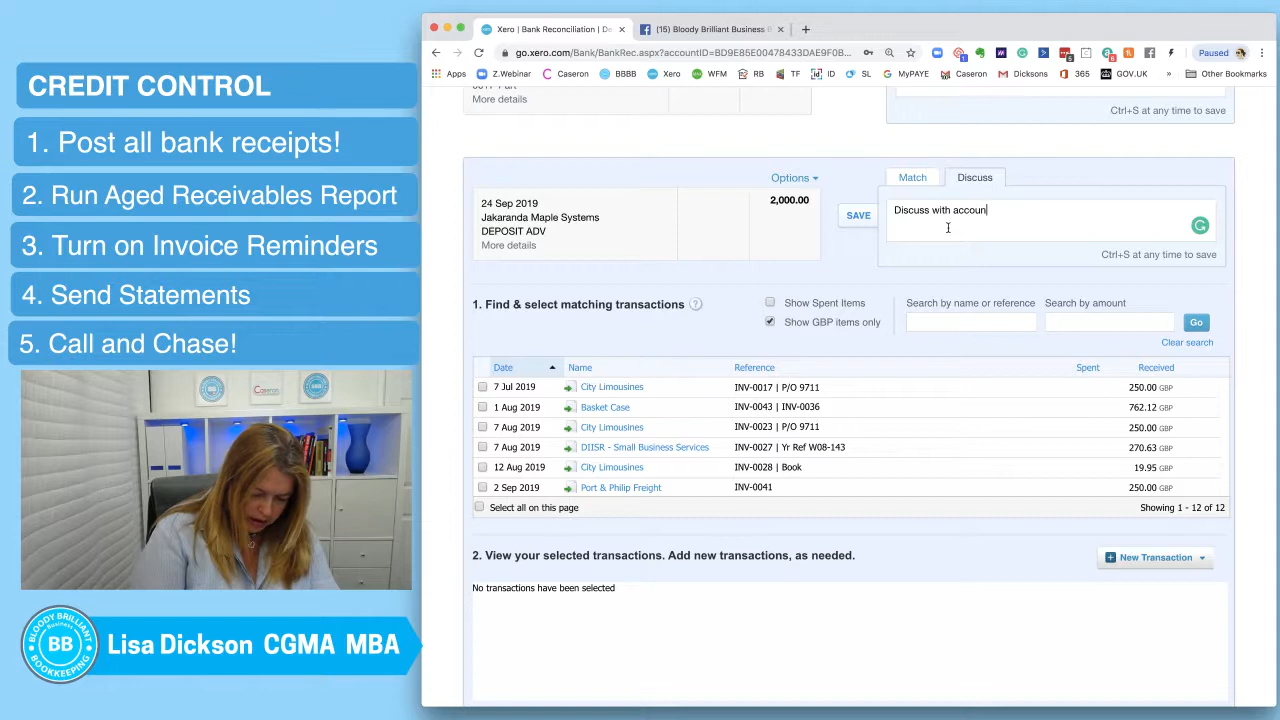 CREDIT CONTROL
1. Post all bank receipts!
2. Run Aged Receivables Report
3. Turn on Invoice Reminders
4. Send Statements
5. Call and Chase!
BLOODY BRILLIANT
Business
BB
BOOKKEEPING
Lisa Dickson CGMA MBA
Xero | Bank Reconciliation | De
(15) Bloody Brilliant Business B
go.xero.com/Bank/BankRec.aspx?accountID=BD9E85E00478433DAE9F0B...
Paused
Apps Z.Webinar Caseron BBBB Xero WFM RB TF ID SL MyPAYE Caseron Dicksons 365 GOV.UK » Other Bookmarks
More details
Ctrl+S at any time to save
Options
Match Discuss
24 Sep 2019
Jakaranda Maple Systems
DEPOSIT ADV
More details
2,000.00
SAVE
Discuss with accoun
Ctrl+S at any time to save
1. Find & select matching transactions ?
Show Spent Items
Show GBP items only
Search by name or reference Search by amount
Go
Clear search
Date Name Reference Spent Received
7 Jul 2019 City Limousines INV-0017 | P/O 9711 250.00 GBP
1 Aug 2019 Basket Case INV-0043 | INV-0036 762.12 GBP
7 Aug 2019 City Limousines INV-0023 | P/O 9711 250.00 GBP
7 Aug 2019 DIISR - Small Business Services INV-0027 | Yr Ref W08-143 270.63 GBP
12 Aug 2019 City Limousines INV-0028 | Book 19.95 GBP
2 Sep 2019 Port & Philip Freight INV-0041 250.00 GBP
Select all on this page Showing 1 - 12 of 12
2. View your selected transactions. Add new transactions, as needed.
New Transaction
No transactions have been selected